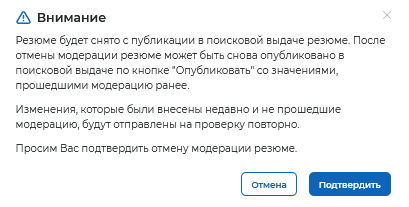 Внимание
Резюме будет снято с публикации в поисковой выдаче резюме. После
отмены модерации резюме может быть снова опубликовано в
поисковой выдаче по кнопке "Опубликовать" со значениями,
прошедшими модерацию ранее.
Изменения, которые были внесены недавно и не прошедшие
модерацию, будут отправлены на проверку повторно.
Просим Вас подтвердить отмену модерации резюме.
Отмена
Подтвердить